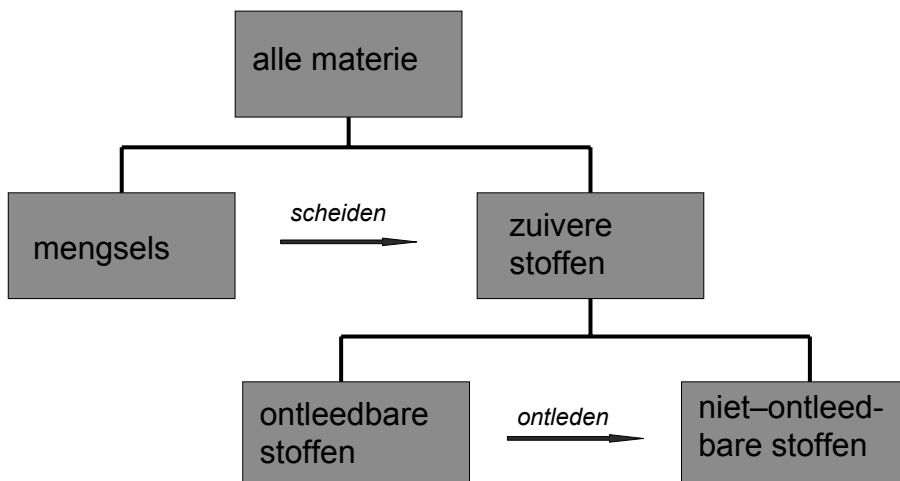 alle materie
mengsels
scheiden
zuivere
stoffen
ontleedbare
stoffen
ontleden
niet–ontleed-
bare stoffen